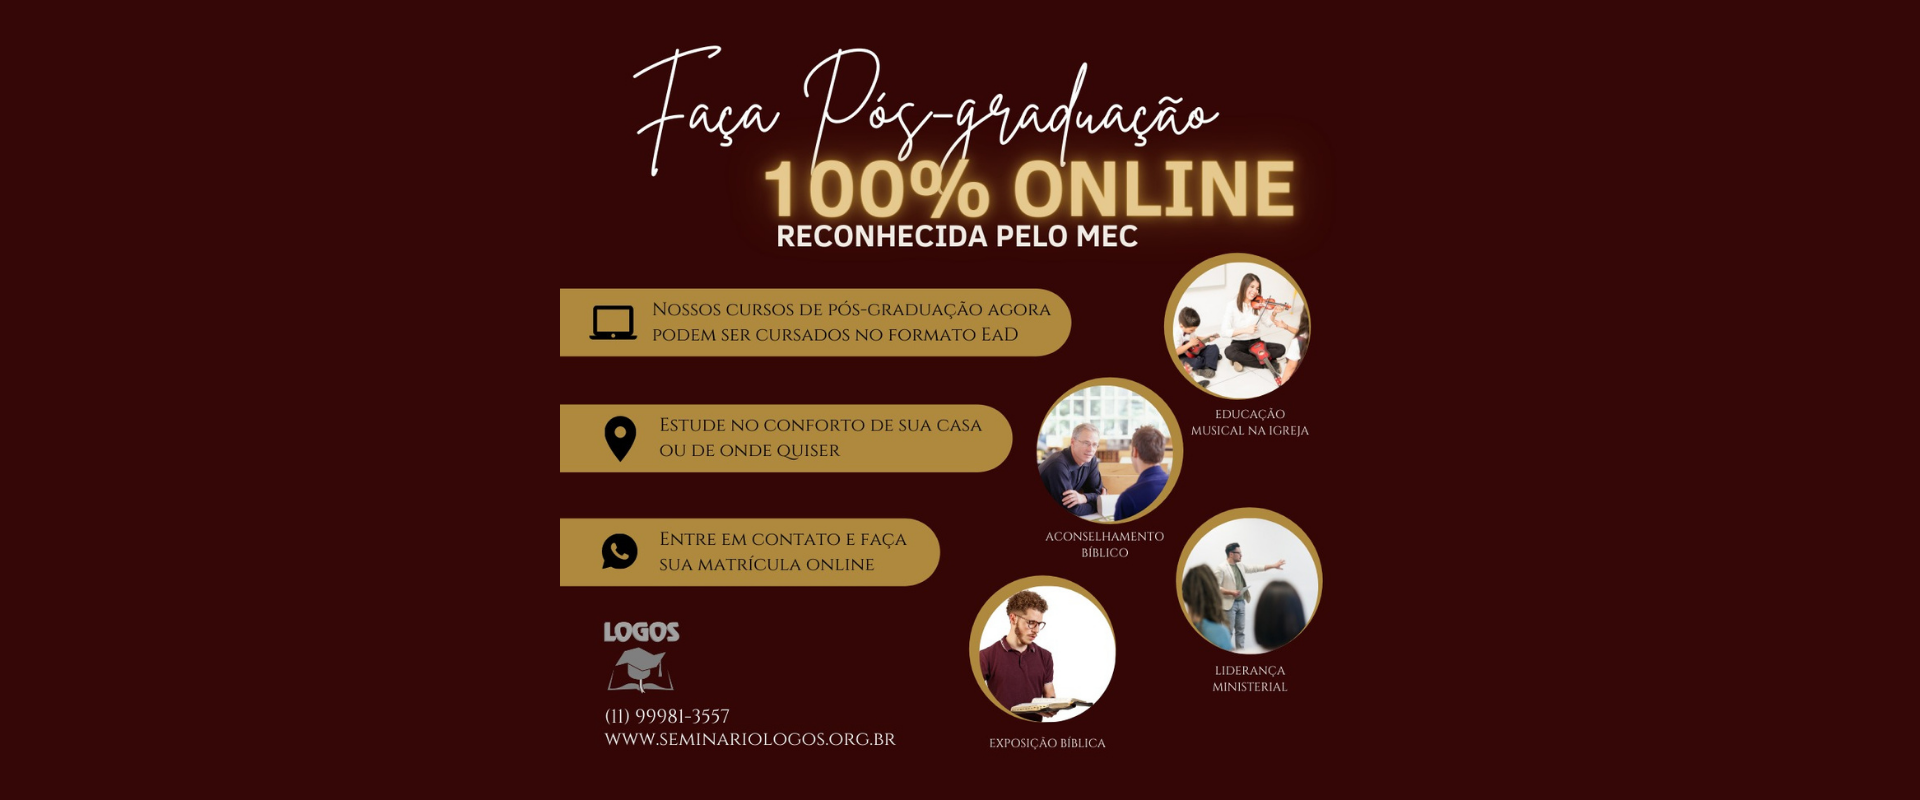 Faça Pós-graduação
100% ONLINE
RECONHECIDA PELO MEC
Nossos cursos de pós-graduação agora
podem ser cursados no formato EaD
Estude no conforto de sua casa
ou de onde quiser
Entre em contato e faça
sua matrícula online
EDUCAÇÃO
MUSICAL NA IGREJA
ACONSELHAMENTO
BÍBLICO
LIDERANÇA
MINISTERIAL
EXPOSIÇÃO BÍBLICA
LOGOS
(11) 99981-3557
WWW.SEMINARIOLOGOS.ORG.BR